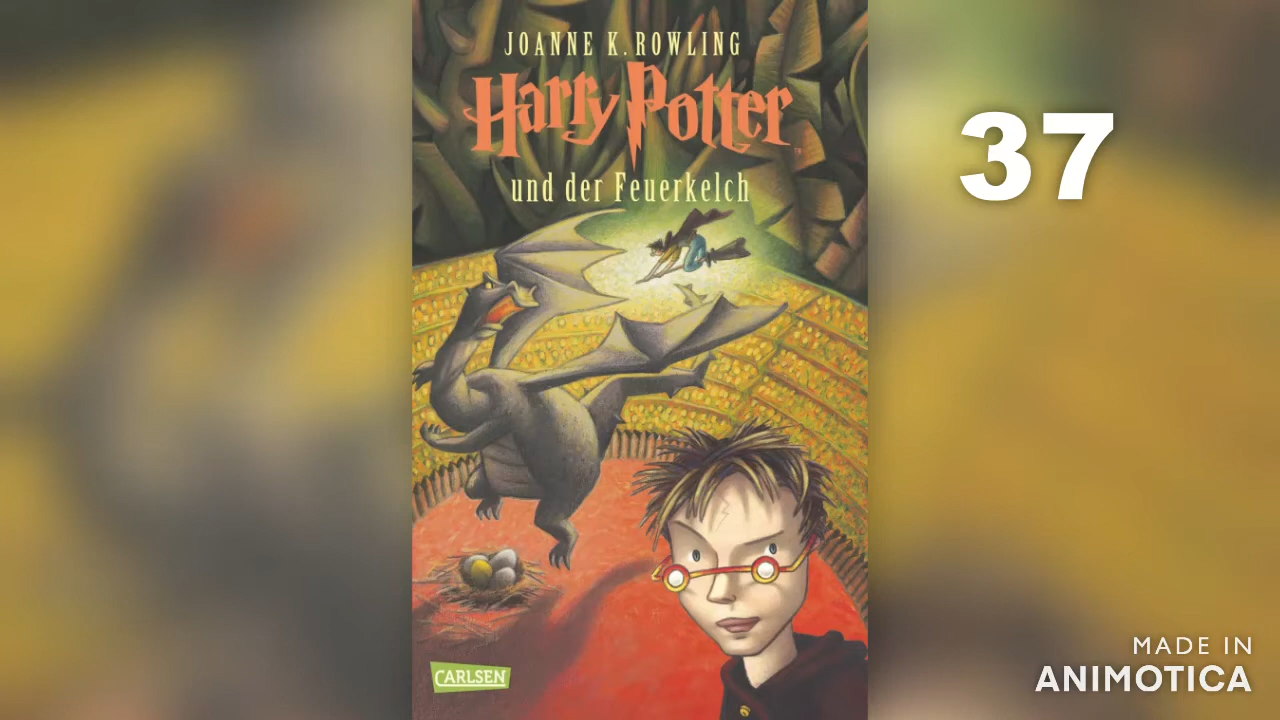 JOANNE K. ROWLING
Harry Potter
und der Feuerkelch
37
CARLSEN
MADE IN
ANIMOTICA